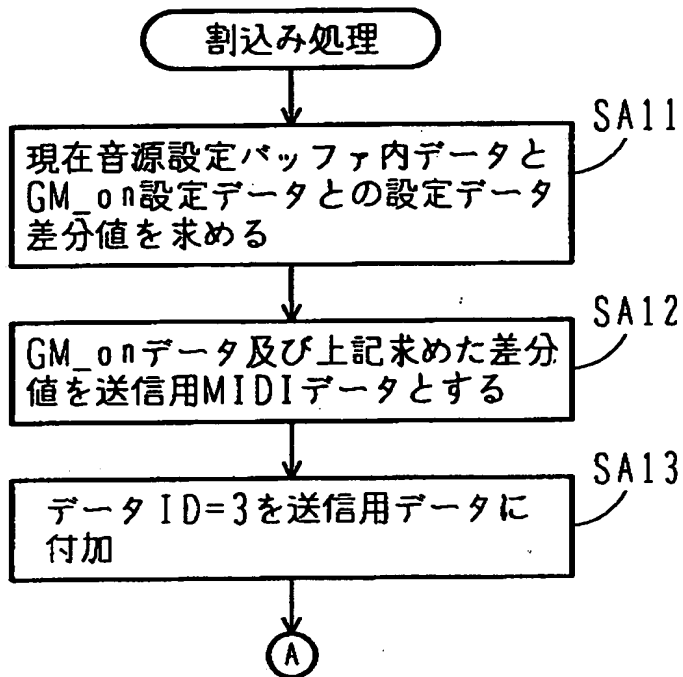 割込み処理
SA11
現在音源設定バッファ内データと
GM_on設定データとの設定データ
差分値を求める
SA12
GM_onデータ及び上記求めた差分
値を送信用MIDIデータとする
SA13
データID=3を送信用データに
付加
A